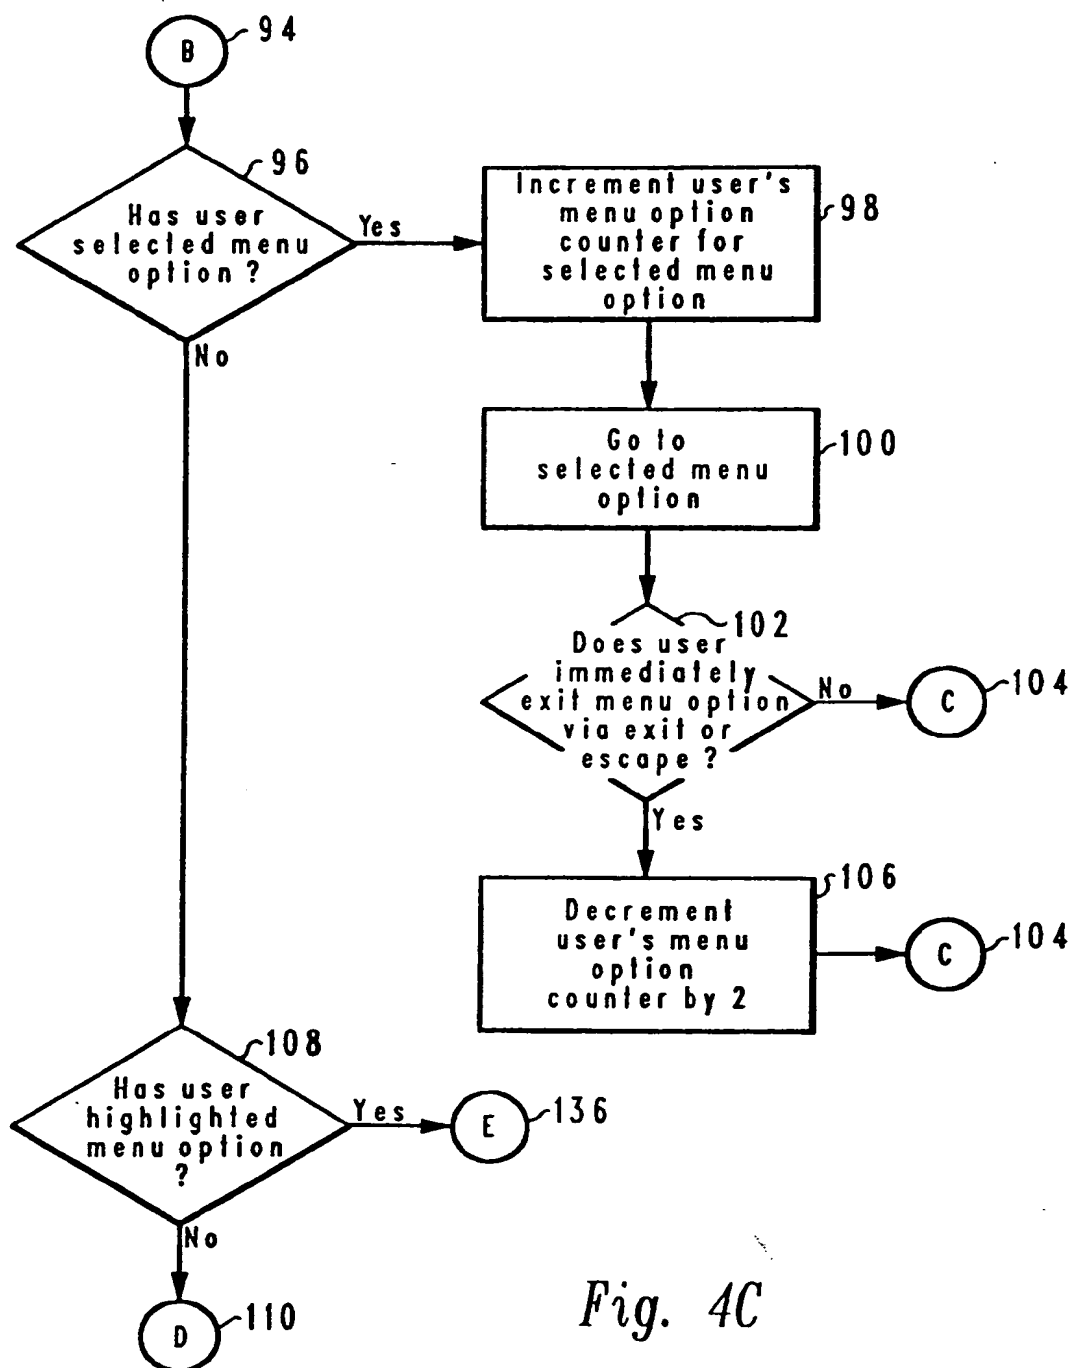 B
94
96
Has user
selected menu
option ?
Yes
No
Increment user's
menu option
counter for
selected menu
option
98
Go to
selected menu
option
100
102
Does user
immediately
exit menu option
via exit or
escape ?
No
C
104
Yes
106
Decrement
user's menu
option
counter by 2
C
104
108
Has user
highlighted
menu option
?
Yes
E
136
No
D
110
Fig. 4C